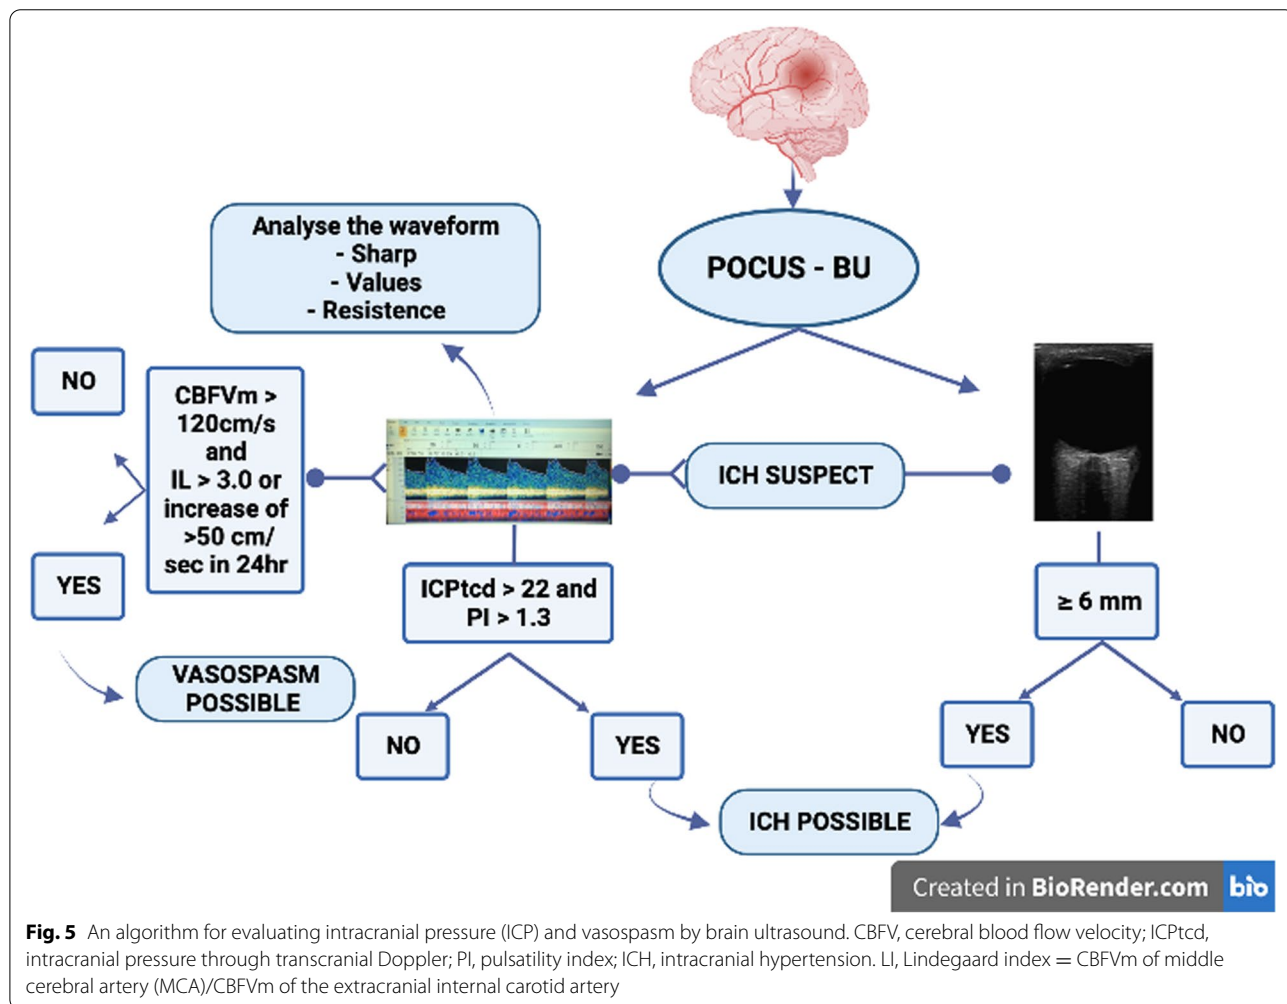 POCUS - BU
Analyse the waveform
- Sharp
- Values
- Resistence
NO
CBFVm >
120cm/s
and
IL > 3.0 or
increase of
>50 cm/
sec in 24hr
YES
VASOSPASM
POSSIBLE
ICH SUSPECT
ICPtcd > 22 and
PI > 1.3
≥ 6 mm
NO
YES
YES
NO
ICH POSSIBLE
Created in BioRender.com bio
Fig. 5 An algorithm for evaluating intracranial pressure (ICP) and vasospasm by brain ultrasound. CBFV, cerebral blood flow velocity; ICPtcd,
intracranial pressure through transcranial Doppler; PI, pulsatility index; ICH, intracranial hypertension. LI, Lindegaard index = CBFVm of middle
cerebral artery (MCA)/CBFVm of the extracranial internal carotid artery